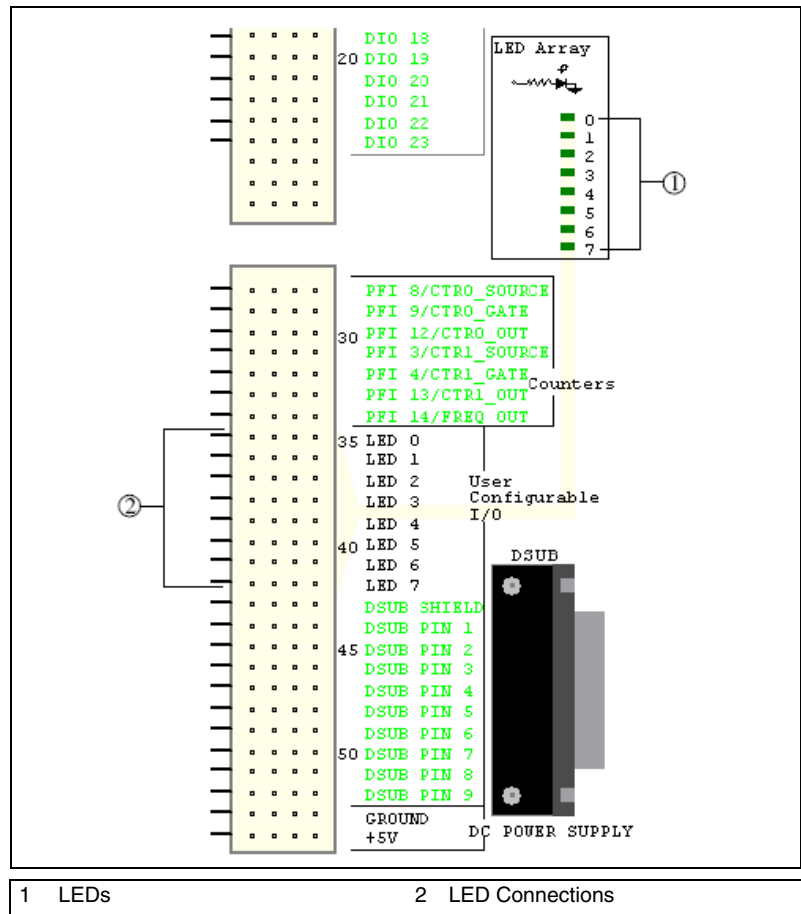 DIO 18
20 DIO 19
DIO 20
DIO 21
DIO 22
DIO 23
LED Array
0
1
2
3
4
5
6
7
①
PFI 8/CTR0_SOURCE
PFI 9/CTR0_GATE
30 PFI 12/CTR0_OUT
PFI 3/CTR1_SOURCE
PFI 4/CTR1_GATE
PFI 13/CTR1_OUT
PFI 14/FREQ_OUT
Counters
②
35 LED 0
LED 1
LED 2
LED 3
LED 4
40 LED 5
LED 6
LED 7
User
Configurable
I/O
DSUB SHIELD
DSUB PIN 1
45 DSUB PIN 2
DSUB PIN 3
DSUB PIN 4
DSUB PIN 5
DSUB PIN 6
50 DSUB PIN 7
DSUB PIN 8
DSUB PIN 9
DSUB
GROUND
+5V
DC POWER SUPPLY
1 LEDs
2 LED Connections